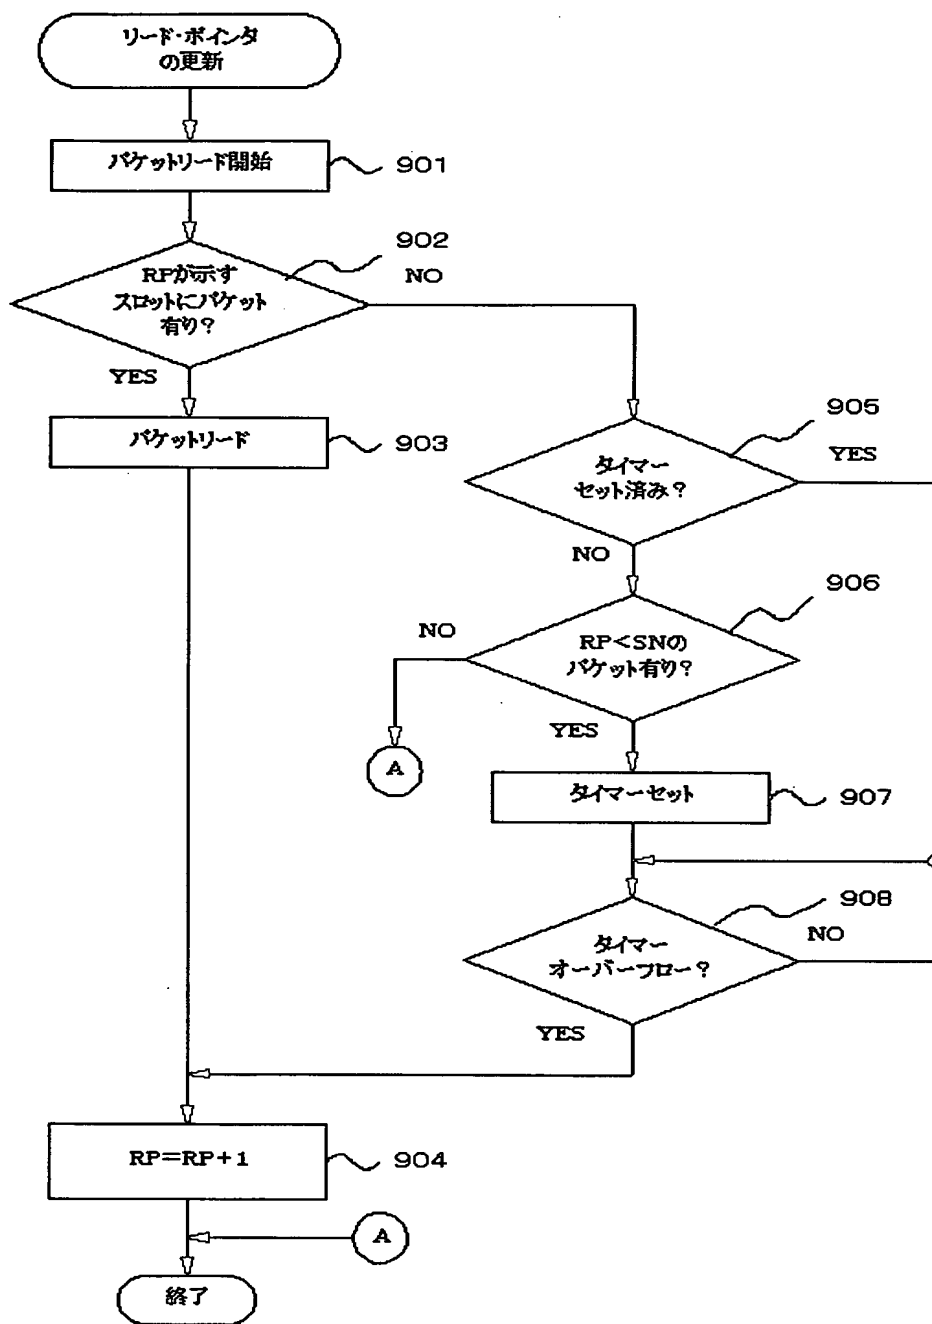 リード・ポインタ
の更新
パケットリード開始
901
902
RPが示す
スロットにパケット
有り?
NO
YES
パケットリード
903
905
タイマー
セット済み?
YES
NO
906
RP<SNの
パケット有り?
NO
YES
A
タイマーセット
907
908
タイマー
オーバーフロー?
NO
YES
RP=RP+1
904
A
終了